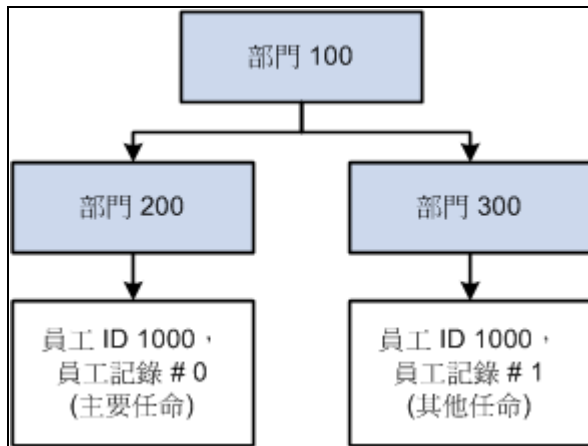 部門 100
部門 200
部門 300
員工 ID 1000，
員工記錄 # 0
(主要任命)
員工 ID 1000，
員工記錄 # 1
(其他任命)